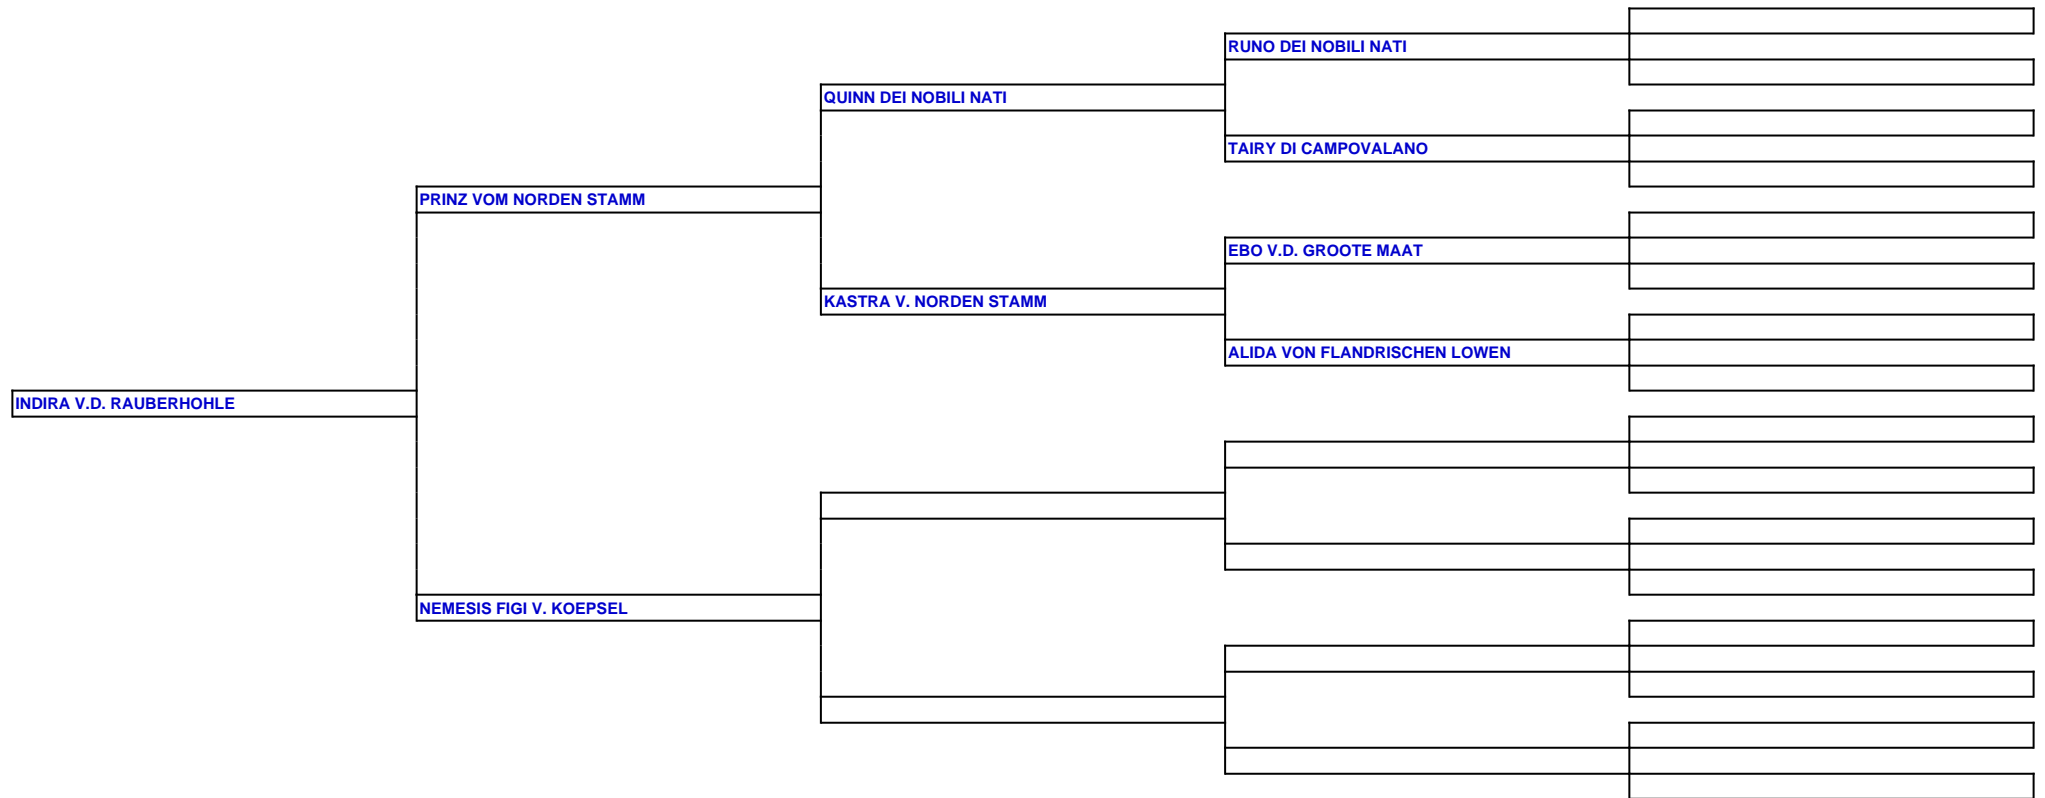 RUNO DEI NOBILI NATI
QUINN DEI NOBILI NATI
TAIRY DI CAMPOVALANO
PRINZ VOM NORDEN STAMM
EBO V.D. GROOTE MAAT
KASTRA V. NORDEN STAMM
ALIDA VON FLANDRISCHEN LOWEN
INDIRA V.D. RAUBERHOHLE
NEMESIS FIGI V. KOEPSEL